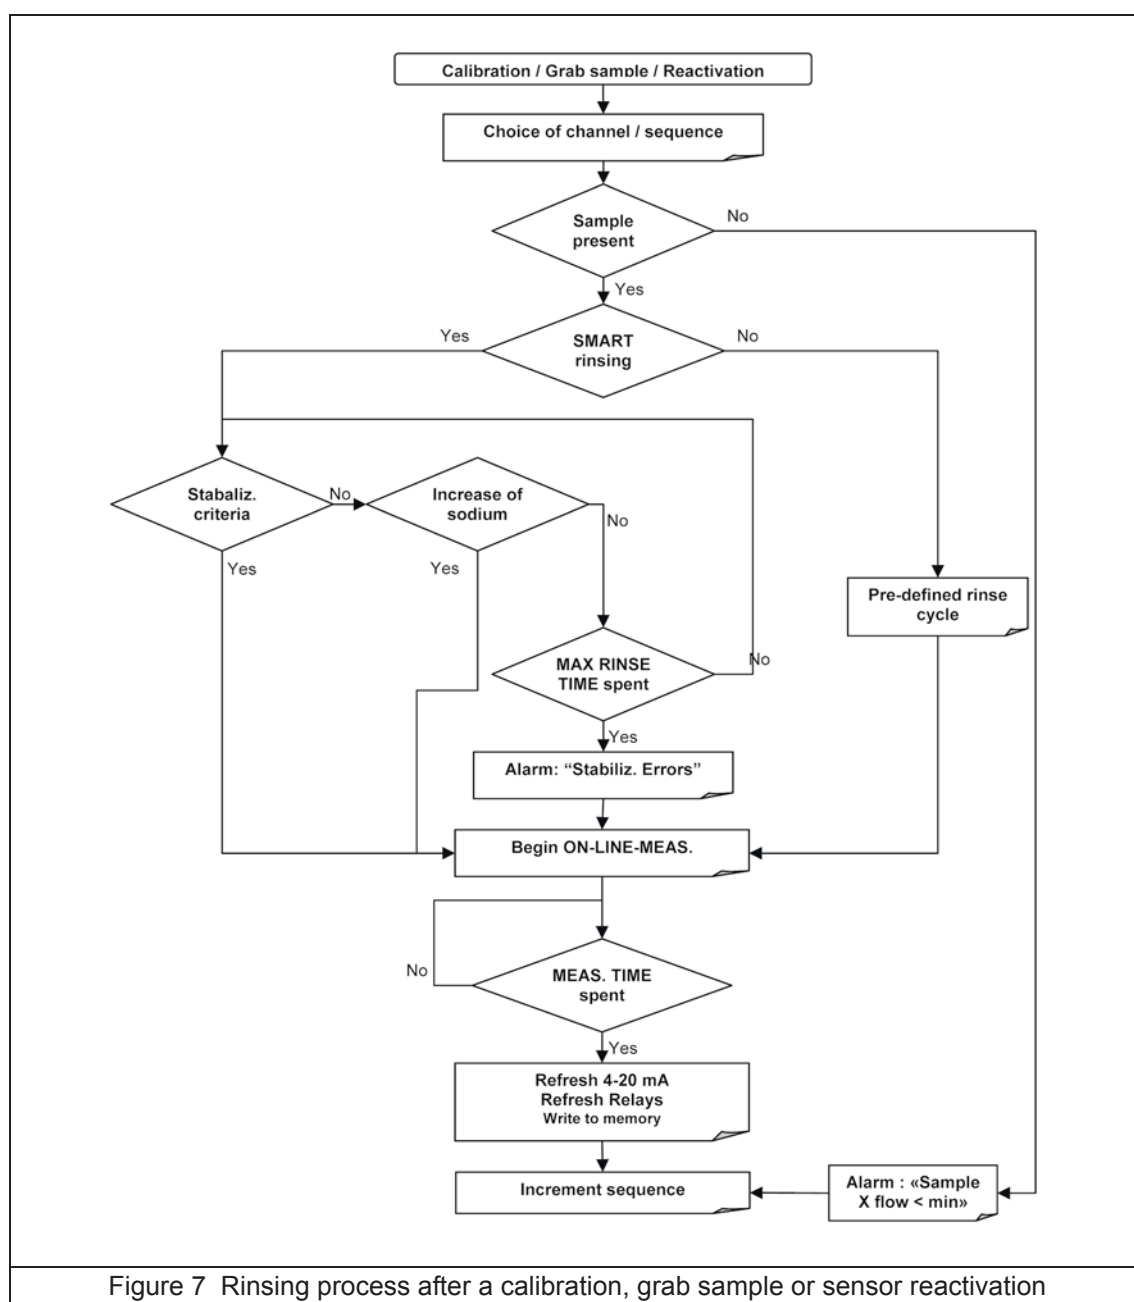 Calibration / Grab sample / Reactivation
Choice of channel / sequence
Sample
present
No
Yes
SMART
rinsing
Yes
No
Stabaliz.
criteria
No
Increase of
sodium
No
Yes
Yes
Pre-defined rinse
cycle
MAX RINSE
TIME spent
No
Yes
Alarm: “Stabiliz. Errors”
Begin ON-LINE-MEAS.
No
MEAS. TIME
spent
Yes
Refresh 4-20 mA
Refresh Relays
Write to memory
Increment sequence
Alarm : «Sample
X flow < min»
Figure 7 Rinsing process after a calibration, grab sample or sensor reactivation